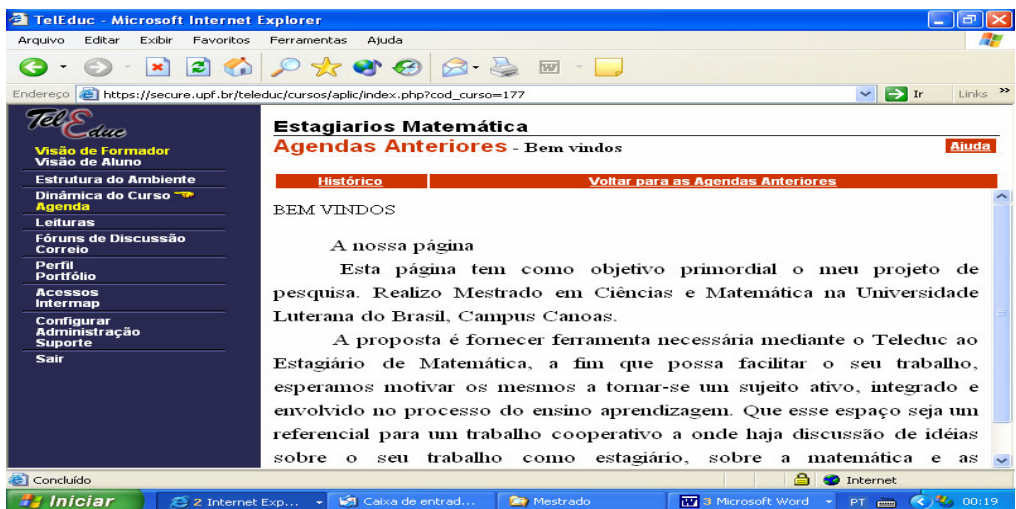 TelEduc - Microsoft Internet Explorer
Arquivo Editar Exibir Favoritos Ferramentas Ajuda
Endereço https://secure.upf.br/teleduc/cursos/aplic/index.php?cod_curso=177 Ir Links »
TelEduc
Visão de Formador
Visão de Aluno
Estrutura do Ambiente
Dinâmica do Curso
Agenda
Leituras
Fóruns de Discussão
Correio
Perfil
Portfólio
Acessos
Intermap
Configurar
Administração
Suporte
Sair
Estagiarios Matemática
Agendas Anteriores - Bem vindos
Ajuda
Histórico Voltar para as Agendas Anteriores
BEM VINDOS
A nossa página
Esta página tem como objetivo primordial o meu projeto de
pesquisa. Realizo Mestrado em Ciências e Matemática na Universidade
Luterana do Brasil, Campus Canoas.
A proposta é fornecer ferramenta necessária mediante o Teleduc ao
Estagiário de Matemática, a fim que possa facilitar o seu trabalho,
esperamos motivar os mesmos a tornar-se um sujeito ativo, integrado e
envolvido no processo do ensino aprendizagem. Que esse espaço seja um
referencial para um trabalho cooperativo a onde haja discussão de idéias
sobre o seu trabalho como estagiário, sobre a matemática e as
Concluído Internet
Iniciar 2 Internet Exp... Caixa de entrad... Mestrado 3 Microsoft Word PT 00:19